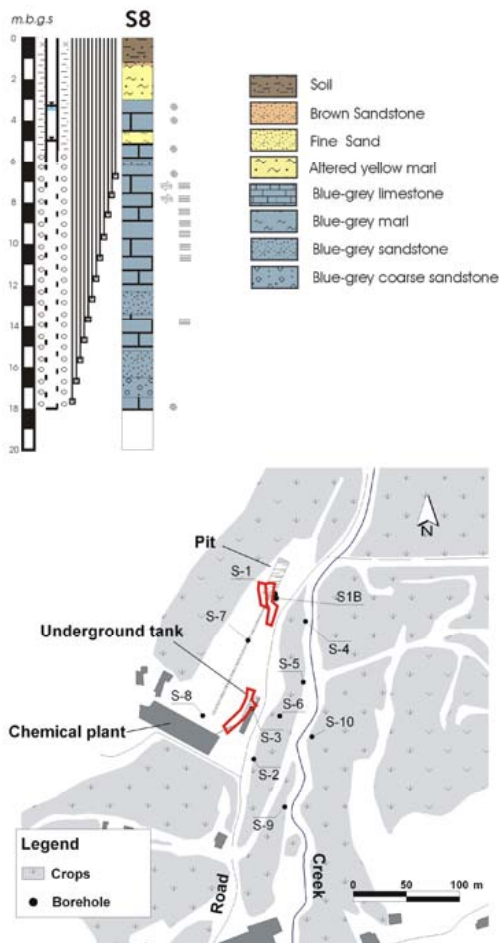 m.b.g.s S8
0
2
4
6
8
10
12
14
16
18
20
Soil
Brown Sandstone
Fine Sand
Altered yellow marl
Blue-grey limestone
Blue-grey marl
Blue-grey sandstone
Blue-grey coarse sandstone
N
Pit
S-1
S1B
S-7
S-4
Underground tank
S-5
S-8
S-6
Chemical plant
S-3
S-10
S-2
S-9
Legend
Crops
Borehole
Road
Creek
0 50 100 m